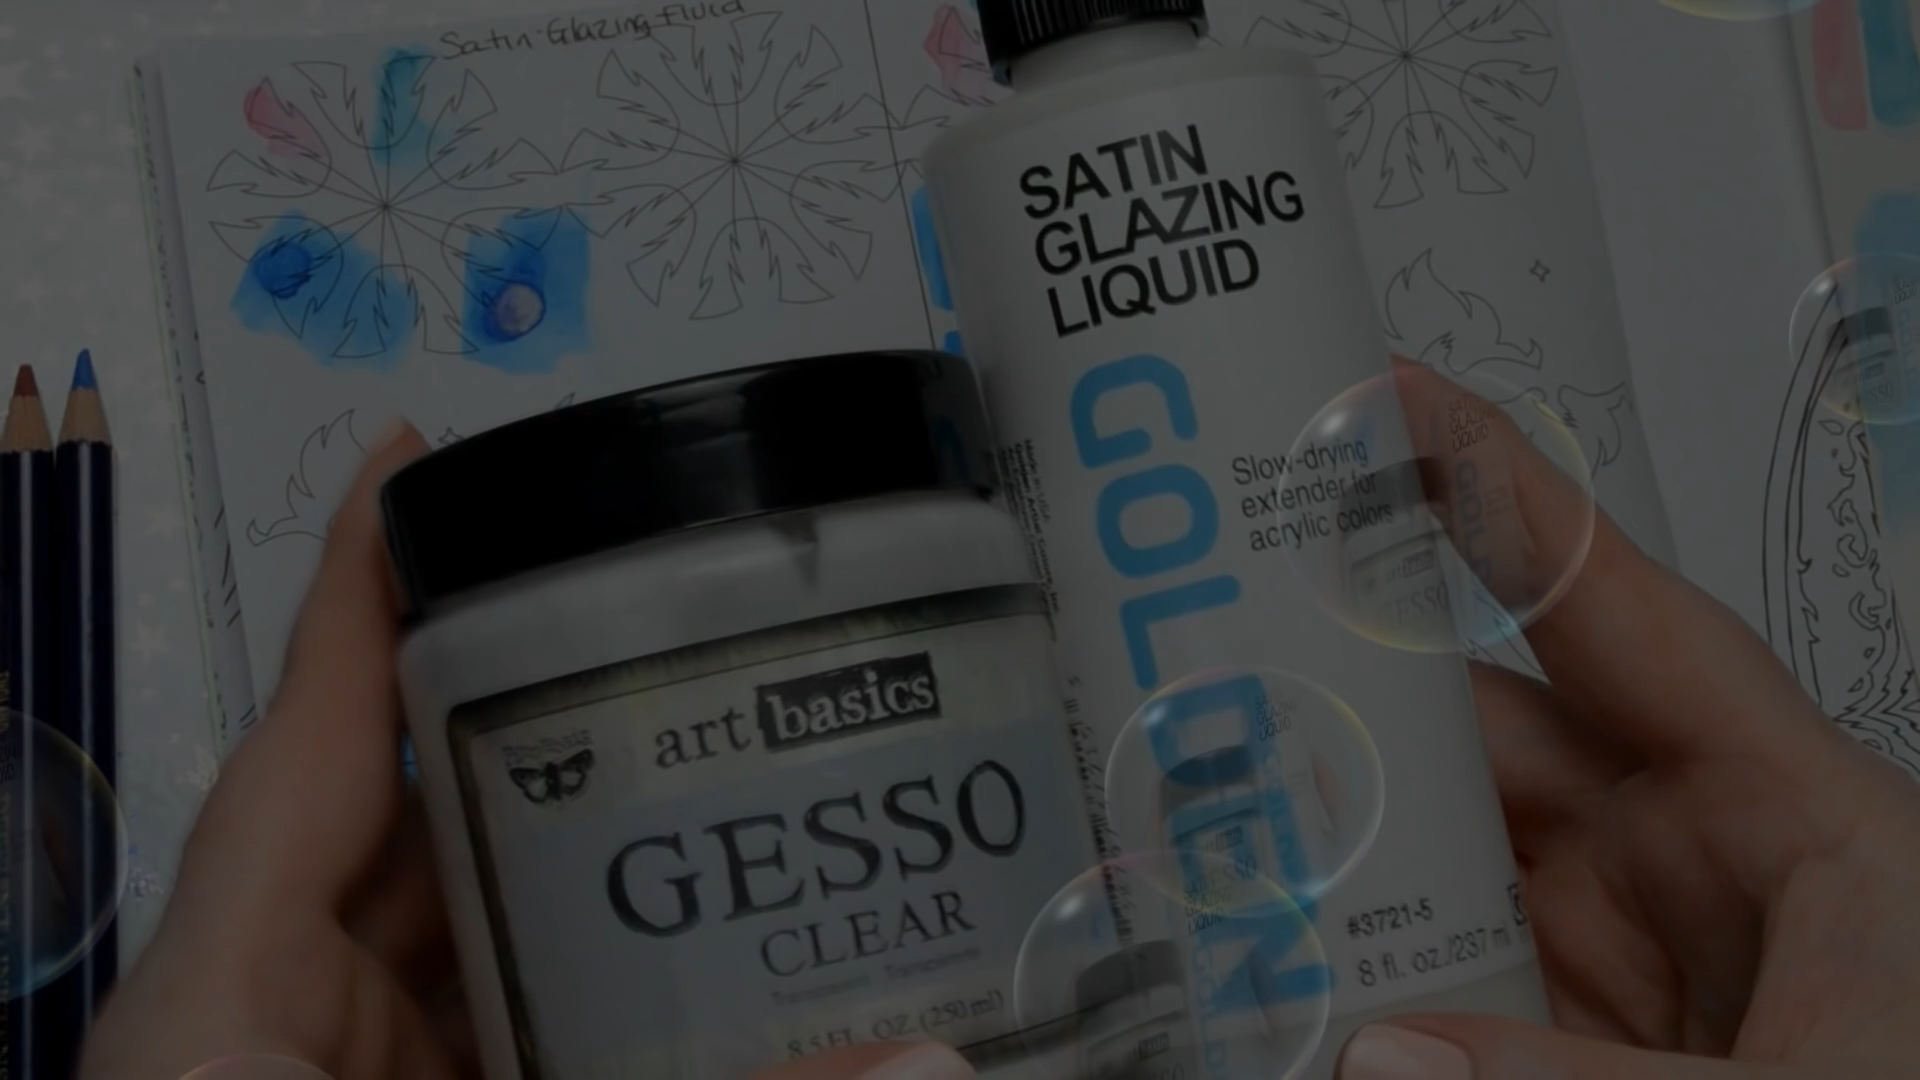 Satin Glazing Fluid
SATIN
GLAZING
LIQUID
GOLDEN
Slow-drying
extender for
acrylic colors
#3721-5
8 fl. oz./237 ml
art basics
GESSO
CLEAR
8.5 FL. OZ. (250 ml)